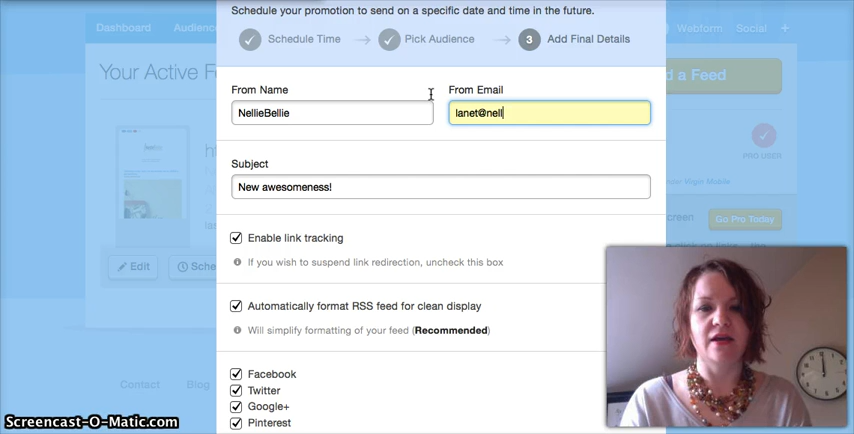 Schedule your promotion to send on a specific date and time in the future.
Dashboard
Webform Social +
Schedule Time
Pick Audience
3 Add Final Details
Your Active
d a Feed
From Name
From Email
NellieBellie
lanet@nell
PRO USER
Subject
New awesomeness!
Virgin Mobile
screen
Go Pro Today
Enable link tracking
If you wish to suspend link redirection, uncheck this box
Edit
Automatically format RSS feed for clean display
Will simplify formatting of your feed (Recommended)
Facebook
Contact Blog
Twitter
Google+
Pinterest
Screencast-O-Matic.com